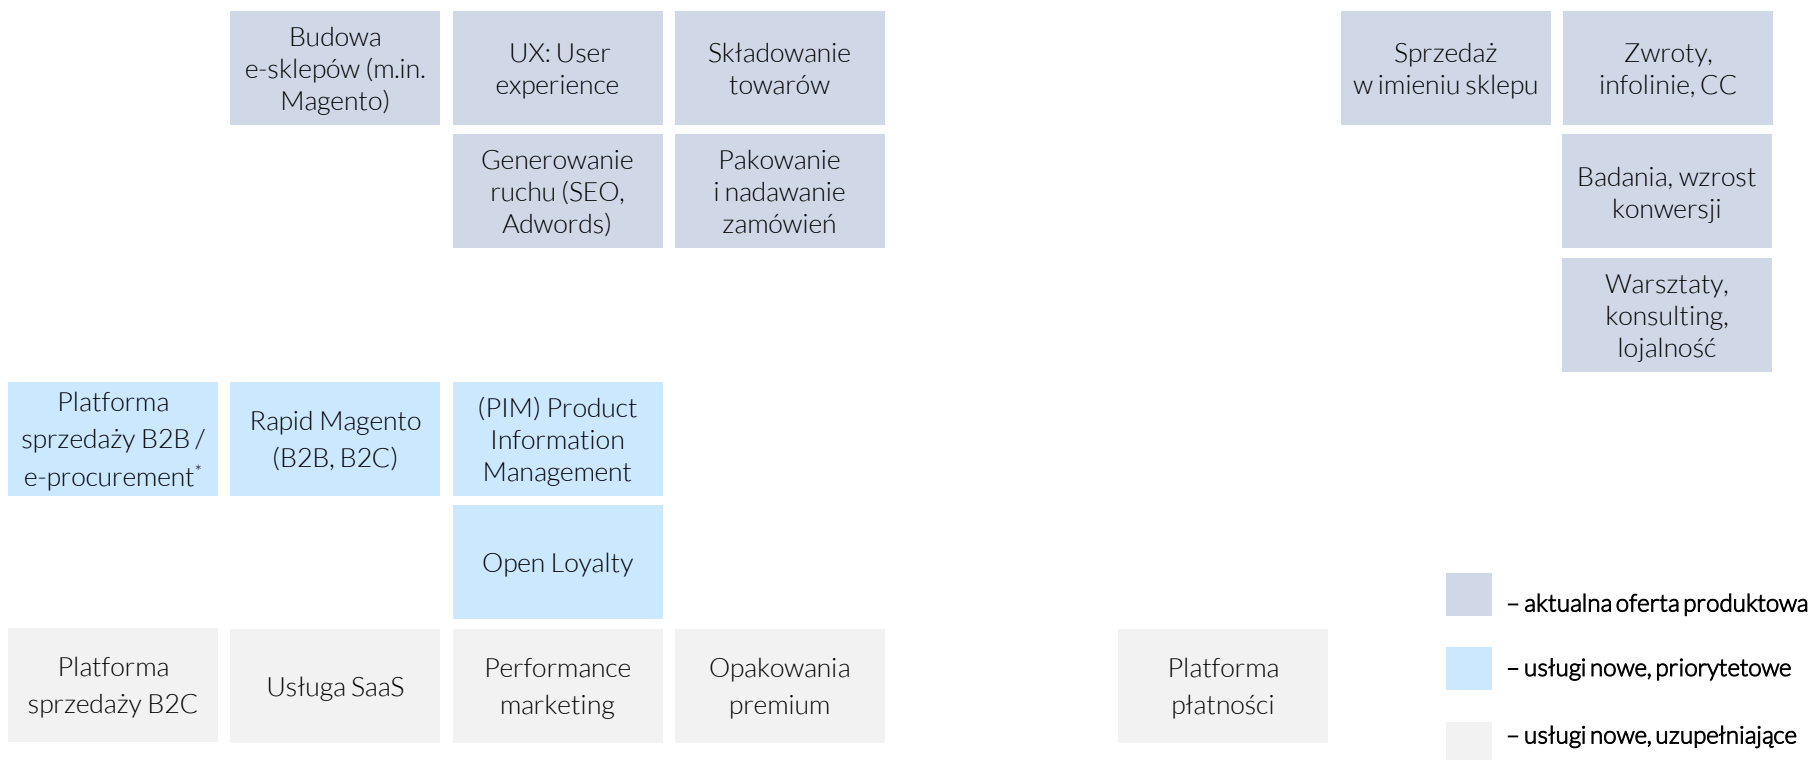 Budowa
e-sklepów (m.in.
Magento)
UX: User
experience
Składowanie
towarów
Sprzedaż
w imieniu sklepu
Zwroty,
infolinie, CC
Generowanie
ruchu (SEO,
Adwords)
Pakowanie
i nadawanie
zamówień
Badania, wzrost
konwersji
Warsztaty,
konsulting,
lojalność
Platforma
sprzedaży B2B /
e-procurement*
Rapid Magento
(B2B, B2C)
(PIM) Product
Information
Management
Open Loyalty
Platforma
sprzedaży B2C
Usługa SaaS
Performance
marketing
Opakowania
premium
Platforma
płatności
– aktualna oferta produktowa
– usługi nowe, priorytetowe
– usługi nowe, uzupełniające